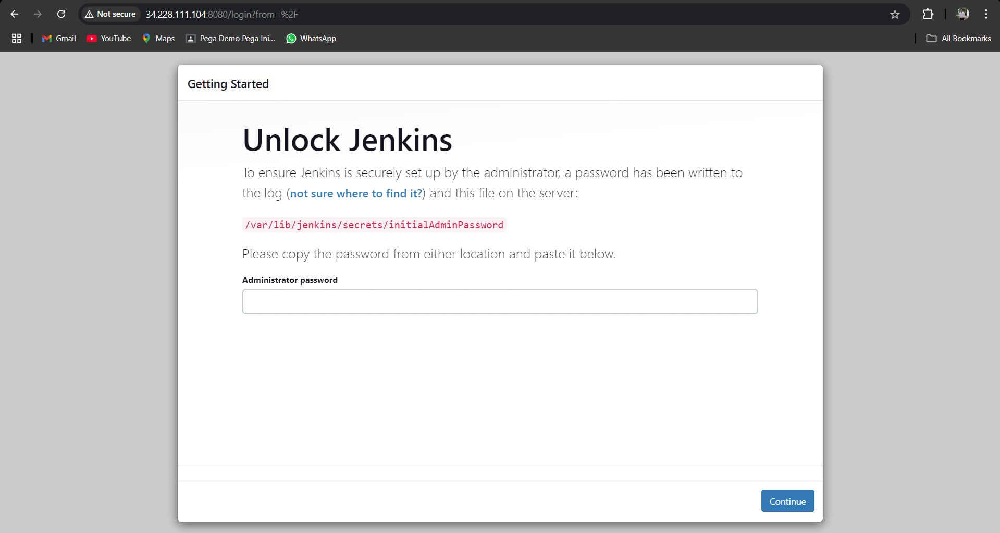 Not secure 34.228.111.104:8080/login?from=%2F
Gmail YouTube Maps Pega Demo Pega Ini... WhatsApp All Bookmarks
Getting Started
Unlock Jenkins
To ensure Jenkins is securely set up by the administrator, a password has been written to
the log (not sure where to find it?) and this file on the server:
/var/lib/jenkins/secrets/initialAdminPassword
Please copy the password from either location and paste it below.
Administrator password
Continue